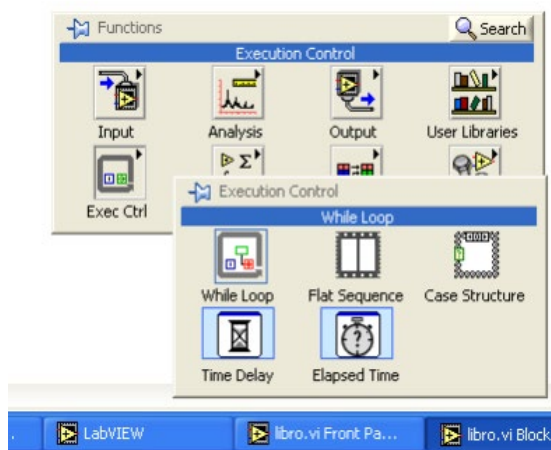 Functions
Search
Execution Control
Input Analysis Output User Libraries
Exec Ctrl
Execution Control
While Loop
While Loop Flat Sequence Case Structure
Time Delay Elapsed Time
. LabVIEW libro.vi Front Pa... libro.vi Block